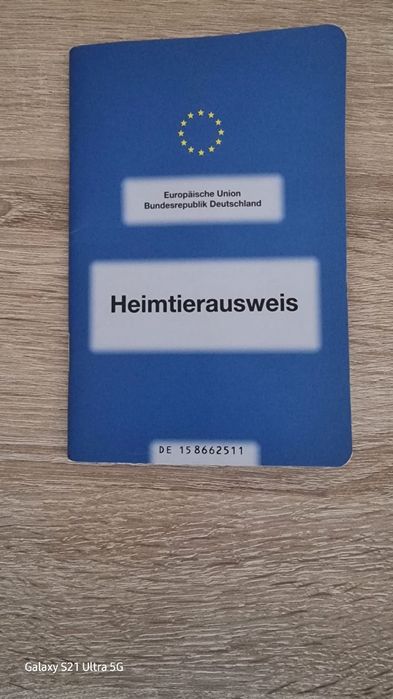 Europäische Union
Bundesrepublik Deutschland
Heimtierausweis
DE 158662511
Galaxy S21 Ultra 5G